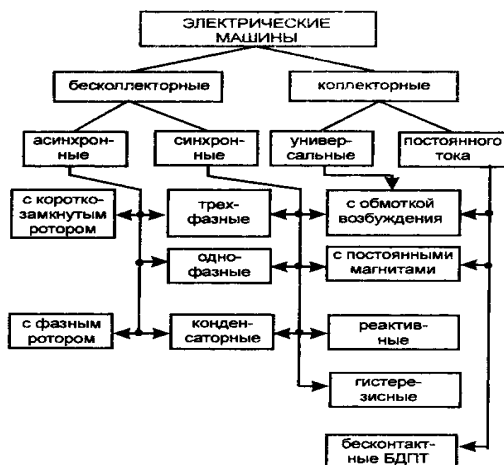 ЭЛЕКТРИЧЕСКИЕ
МАШИНЫ
бесколлекторные
коллекторные
асинхрон-
ные
синхрон-
ные
универ-
сальные
постоянного
тока
с коротко-
замкнутым
ротором
трех-
фазные
с обмоткой
возбуждения
одно-
фазные
с постоянными
магнитами
с фазным
ротором
конден-
саторные
реактив-
ные
гистере-
зисные
бесконтакт-
ные БДПТ